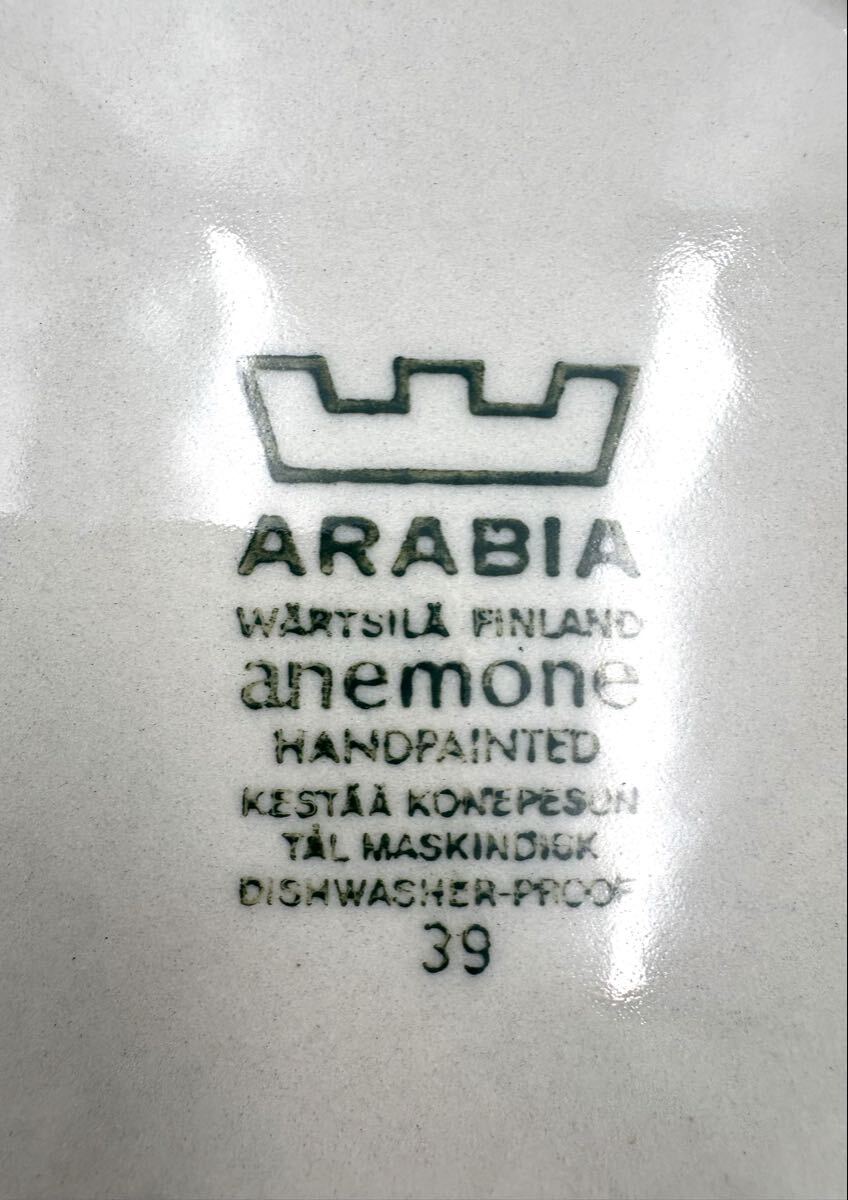 ARABIA
WÄRTSILÄ FINLAND
anemone
HANDPAINTED
KESTÄÄ KONEPESUN
TÅL MASKINDISK
DISHWASHER-PROOF
39